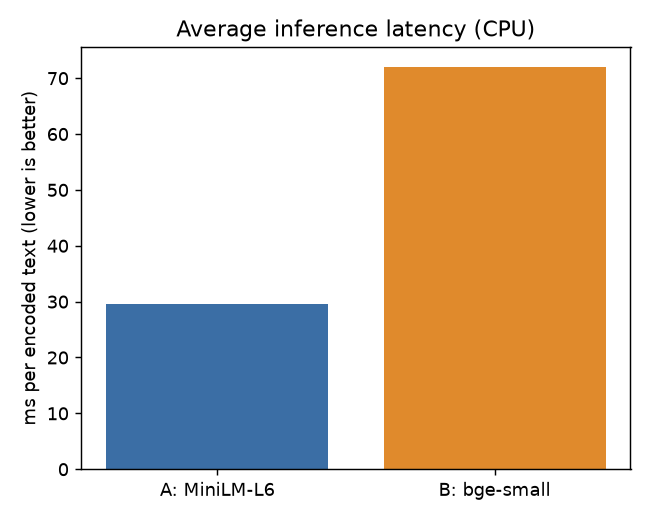 Average inference latency (CPU)
ms per encoded text (lower is better)
70
60
50
40
30
20
10
0
A: MiniLM-L6
B: bge-small